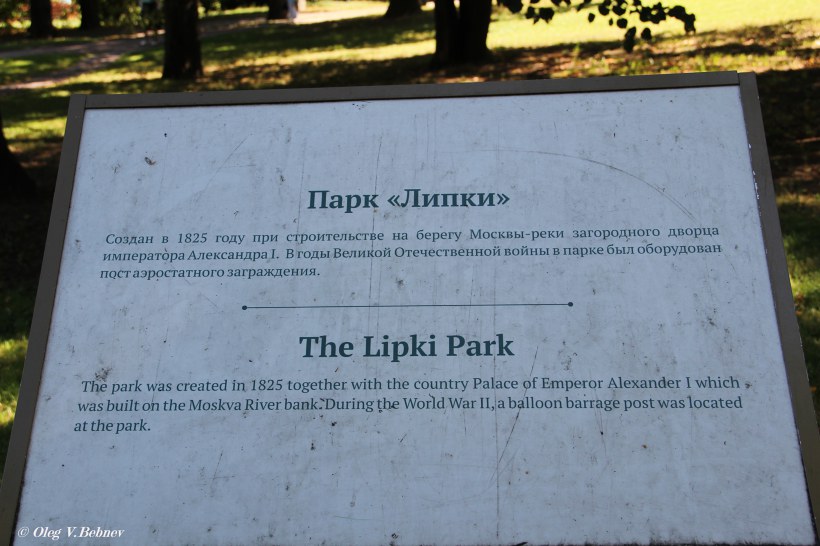 Парк «Липки»
Создан в 1825 году при строительстве на берегу Москвы-реки загородного дворца
императора Александра I. В годы Великой Отечественной войны в парке был оборудован
пост аэростатного заграждения.
The Lipki Park
The park was created in 1825 together with the country Palace of Emperor Alexander I which
was built on the Moskva River bank. During the World War II, a balloon barrage post was located
at the park.
© Oleg V.Bebnev